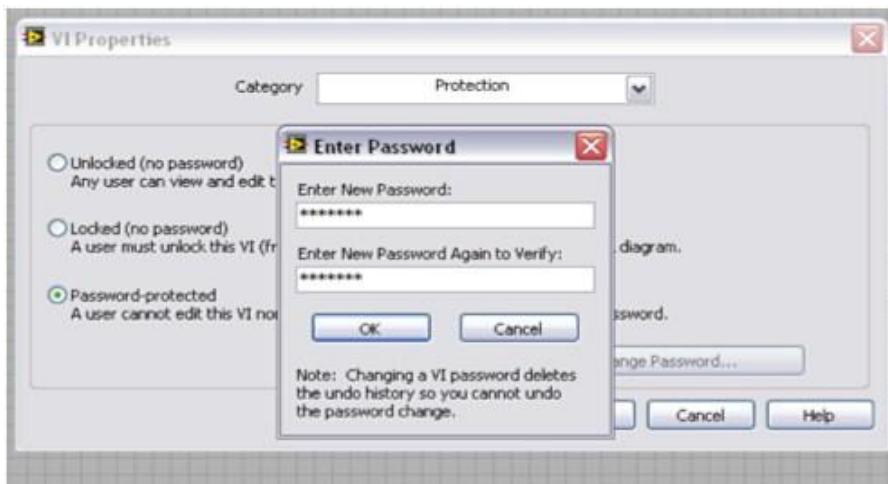 VI Properties
Category Protection
Unlocked (no password)
Any user can view and edit t
Locked (no password)
A user must unlock this VI (fr
diagram.
Password-protected
A user cannot edit this VI nor
ssword.
ange Password...
Cancel Help
Enter Password
Enter New Password:
*******
Enter New Password Again to Verify:
*******
OK Cancel
Note: Changing a VI password deletes
the undo history so you cannot undo
the password change.